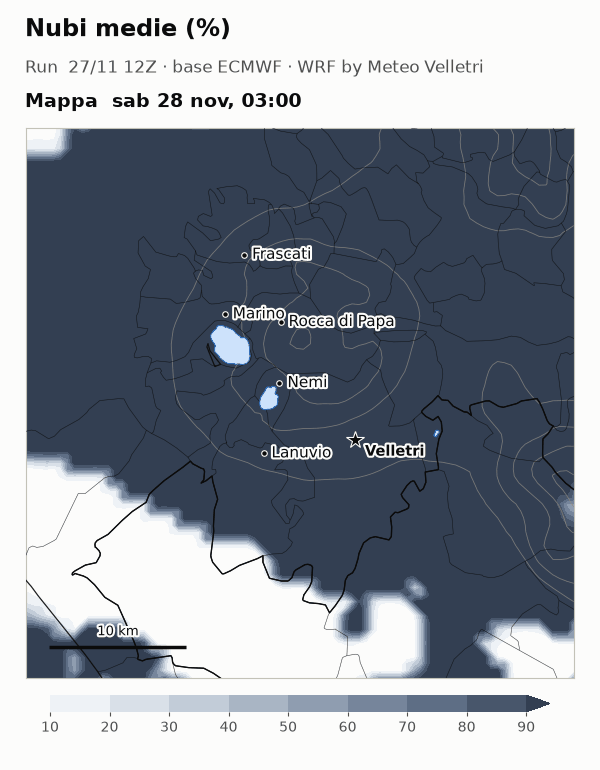 Nubi medie (%)
Run 27/11 12Z · base ECMWF · WRF by Meteo Velletri
Mappa sab 28 nov, 03:00
Frascati
Marino
Rocca di Papa
Nemi
Velletri
Lanuvio
10 km
10 20 30 40 50 60 70 80 90